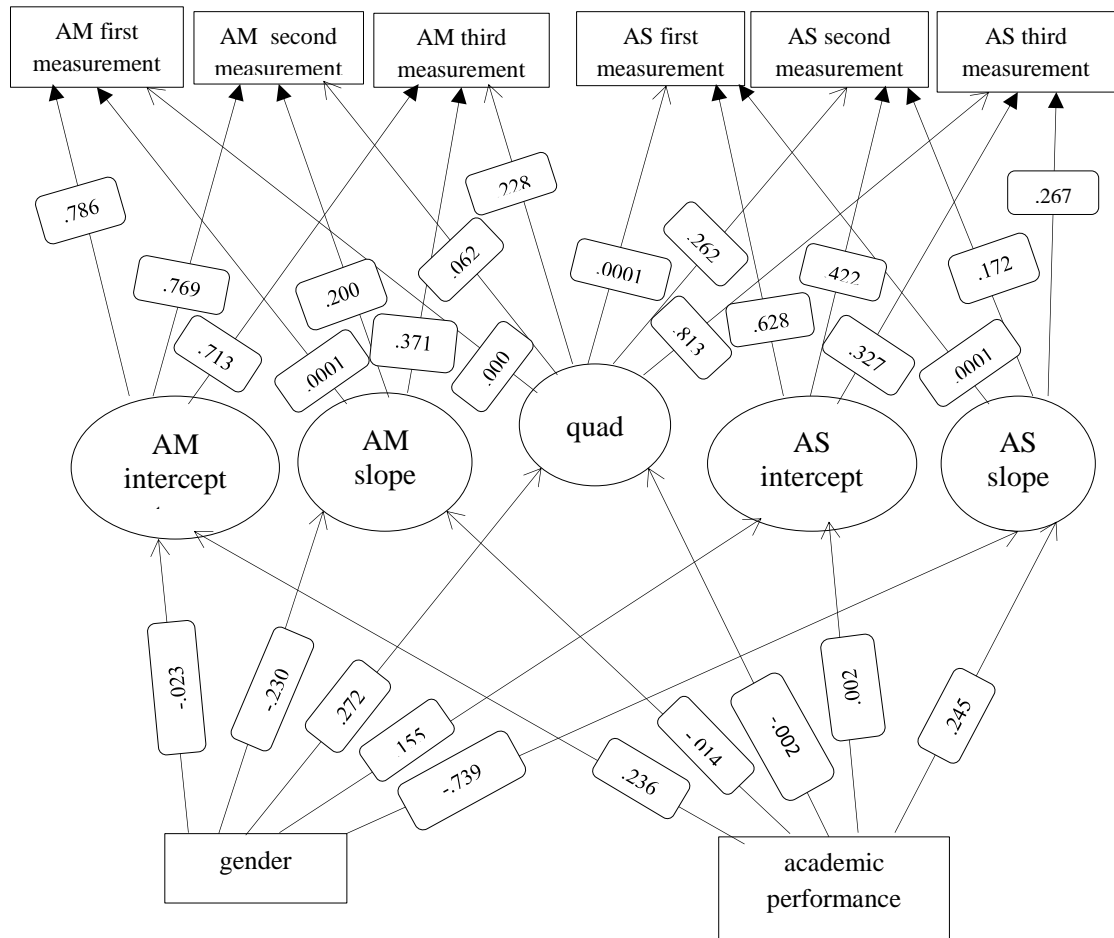 AM first
measurement
AM second
measurement
AM third
measurement
AS first
measurement
AS second
measurement
AS third
measurement
.786
.769
.713
.0001
.200
.371
.000
.062
.228
.0001
.262
.813
.628
.422
.327
.0001
.172
.267
AM
intercept
AM
slope
quad
AS
intercept
AS
slope
-.023
-.230
.272
.155
-.739
.236
-.014
-.002
.002
.245
gender
academic
performance